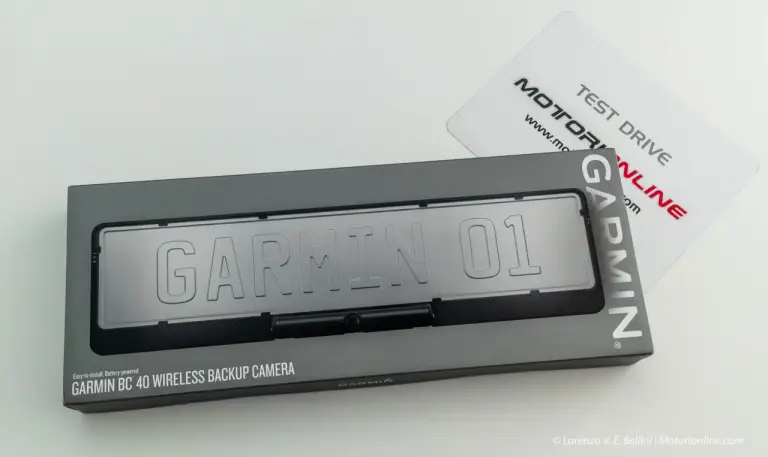 TEST DRIVE
MOTORIONLINE
www.mo
.com
GARMIN®
GARMIN 01
Easy-to-install. Battery-powered
GARMIN BC 40 WIRELESS BACKUP CAMERA
GARMIN
© Lorenzo V. E. Bellini | Motorionline.com